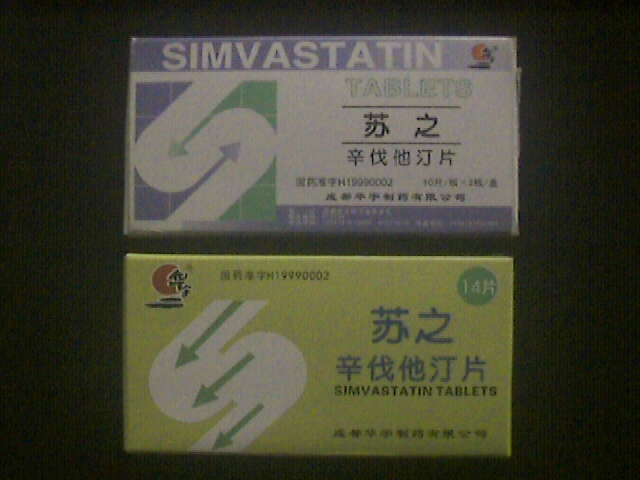 SIMVASTATIN
TABLETS
苏之
辛伐他汀片
国药准字H19990002 10片/板×2板/盒
成都华宇制药有限公司
华宇
国药准字H19990002
14片
苏之
辛伐他汀片
SIMVASTATIN TABLETS
成都华宇制药有限公司